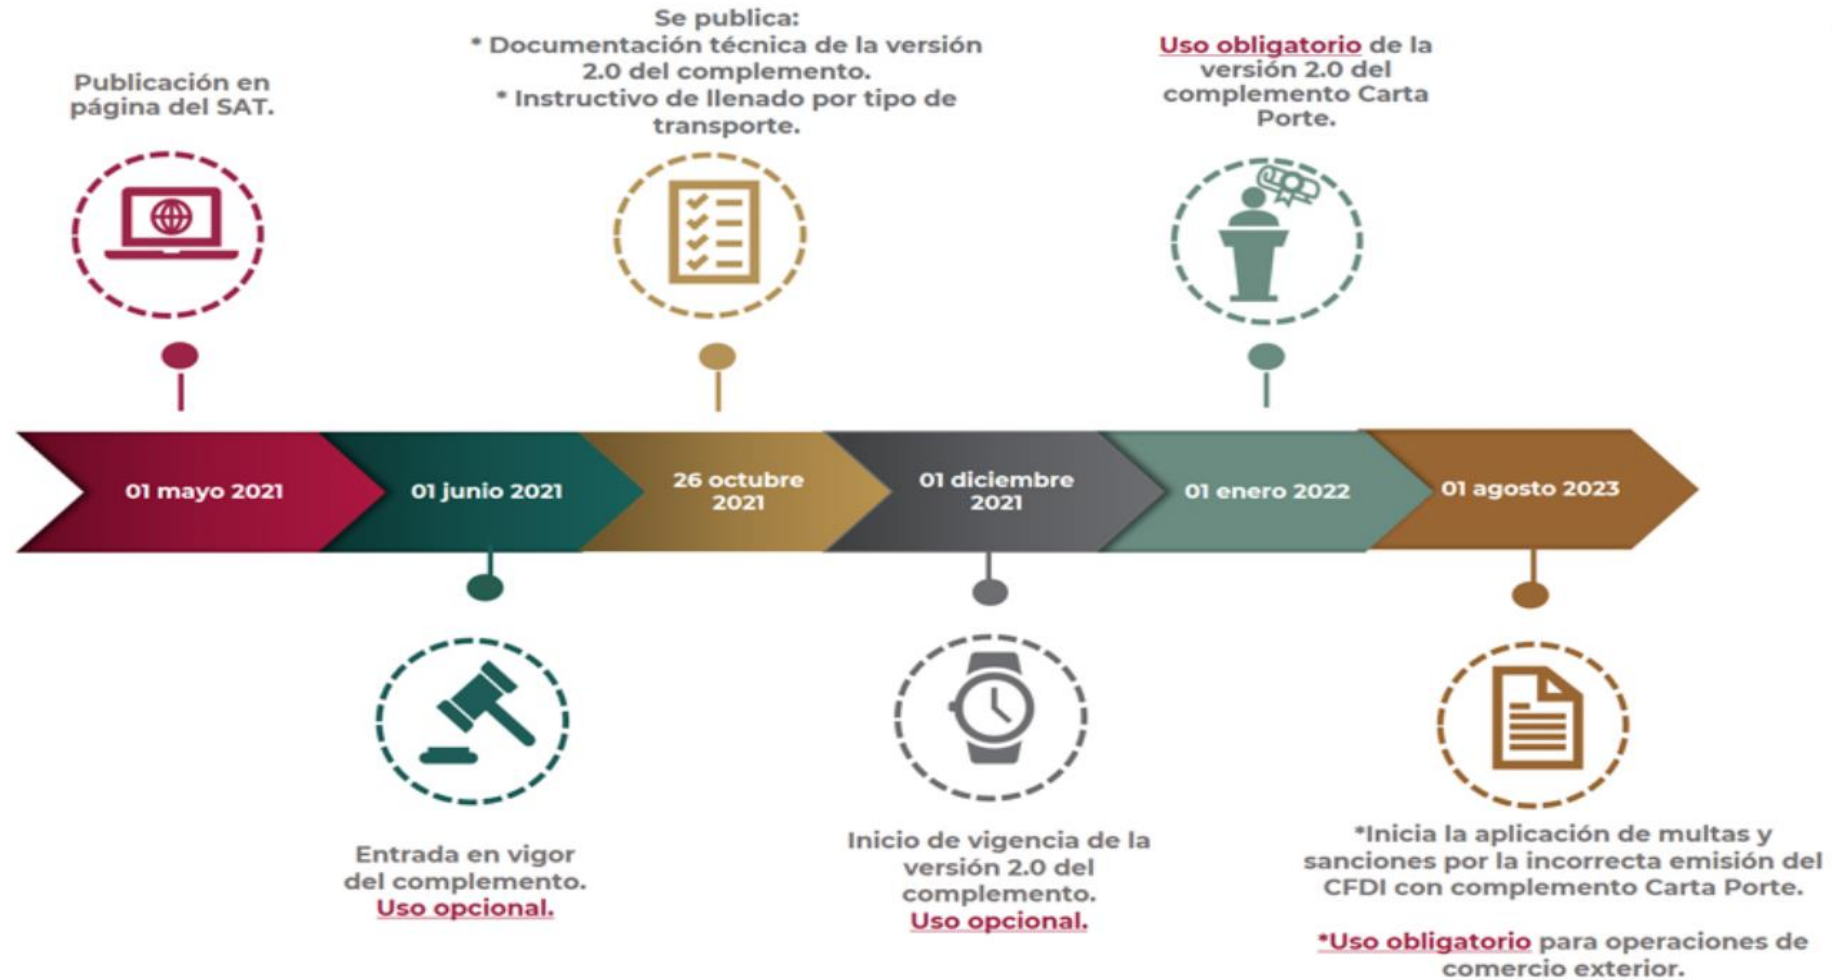 Publicación en
página del SAT.
Se publica:
* Documentación técnica de la versión
2.0 del complemento.
* Instructivo de llenado por tipo de
transporte.
Uso obligatorio de la
versión 2.0 del
complemento Carta
Porte.
01 mayo 2021
01 junio 2021
26 octubre
2021
01 diciembre
2021
01 enero 2022
01 agosto 2023
Entrada en vigor
del complemento.
Uso opcional.
Inicio de vigencia de la
versión 2.0 del
complemento.
Uso opcional.
*Inicia la aplicación de multas y
sanciones por la incorrecta emisión del
CFDI con complemento Carta Porte.
*Uso obligatorio para operaciones de
comercio exterior.